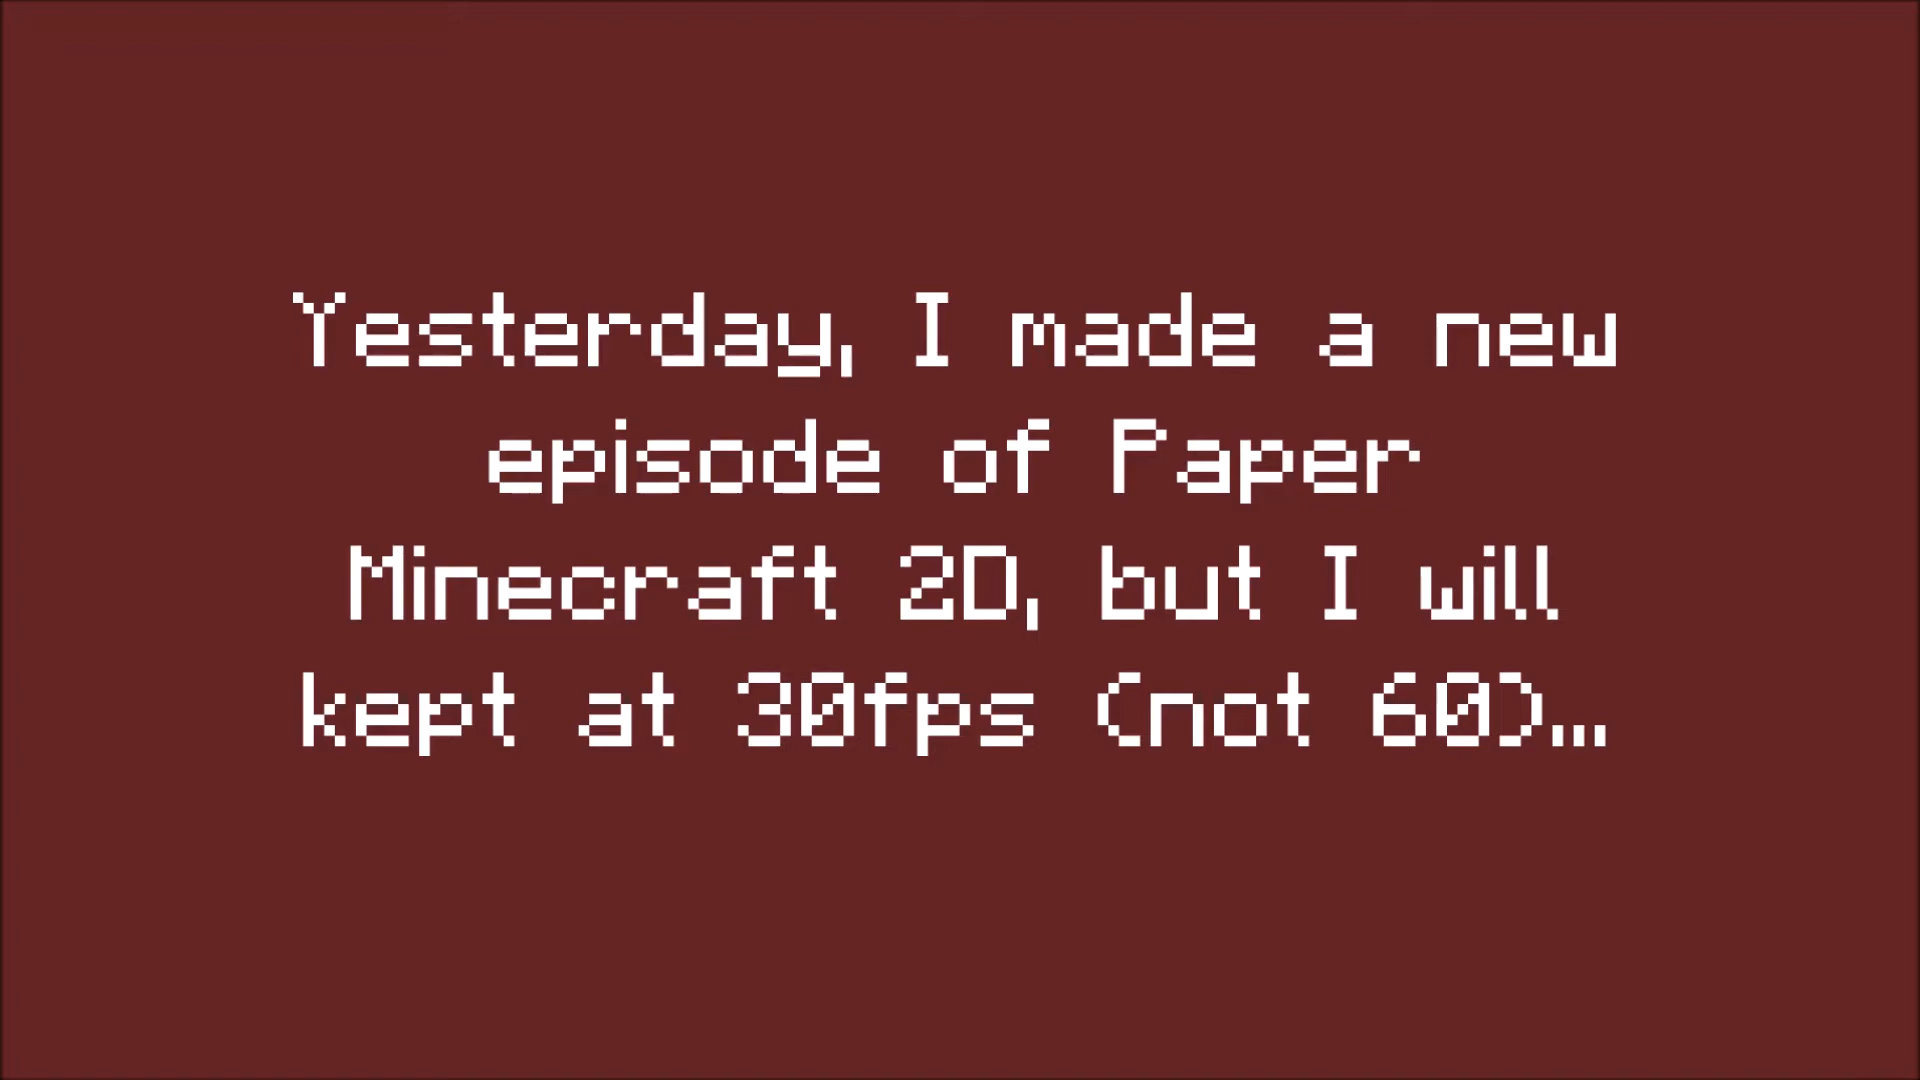 Yesterday, I made a new
episode of Paper
Minecraft 2D, but I will
kept at 30fps (not 60)...